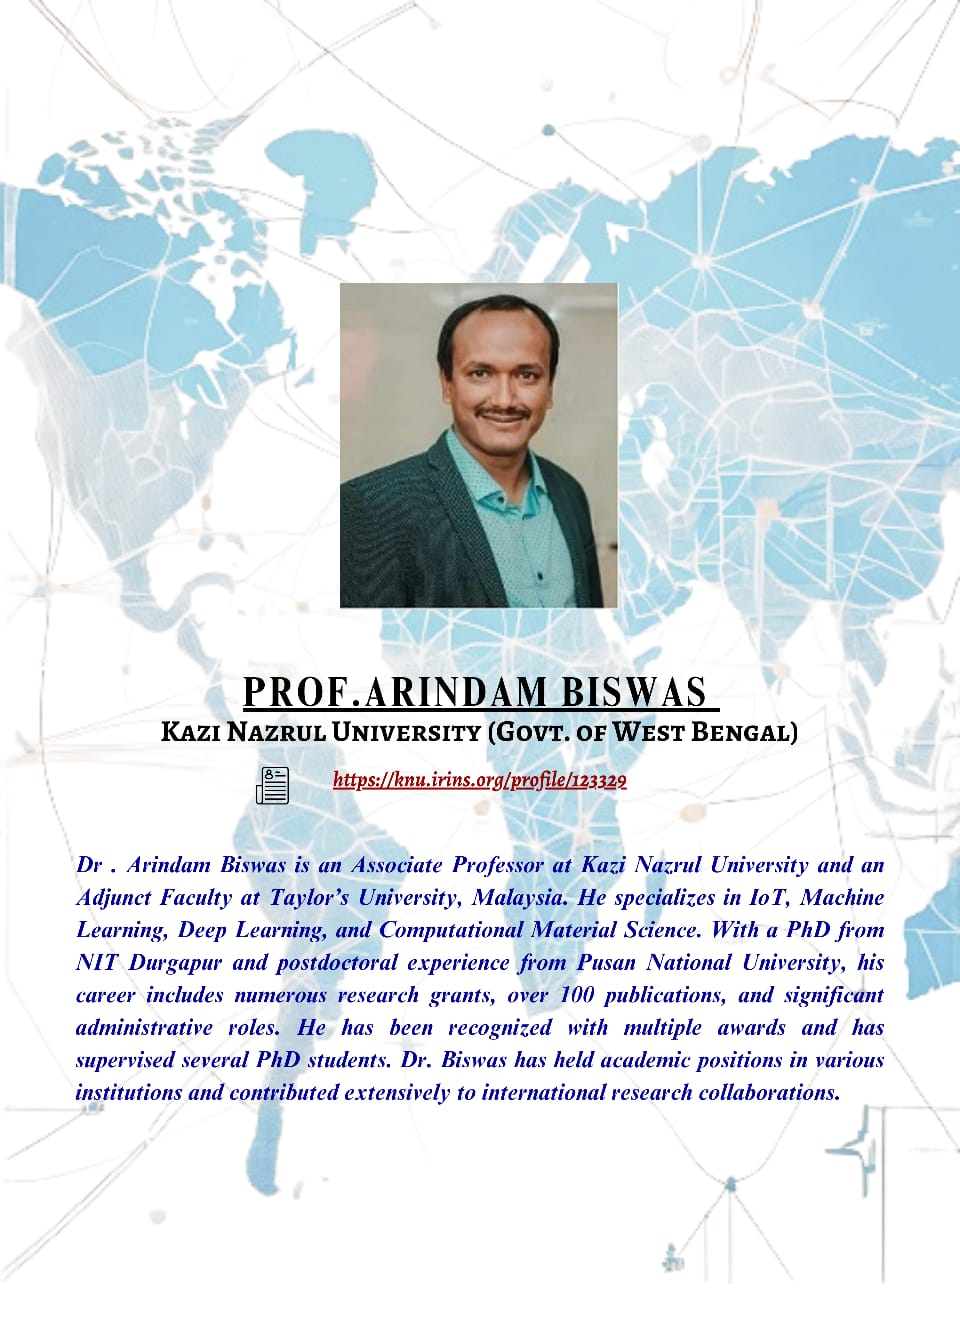 PROF.ARINDAM BISWAS
KAZI NAZRUL UNIVERSITY (GOVT. OF WEST BENGAL)
https://knu.irins.org/profile/123329
Dr . Arindam Biswas is an Associate Professor at Kazi Nazrul University and an
Adjunct Faculty at Taylor’s University, Malaysia. He specializes in IoT, Machine
Learning, Deep Learning, and Computational Material Science. With a PhD from
NIT Durgapur and postdoctoral experience from Pusan National University, his
career includes numerous research grants, over 100 publications, and significant
administrative roles. He has been recognized with multiple awards and has
supervised several PhD students. Dr. Biswas has held academic positions in various
institutions and contributed extensively to international research collaborations.